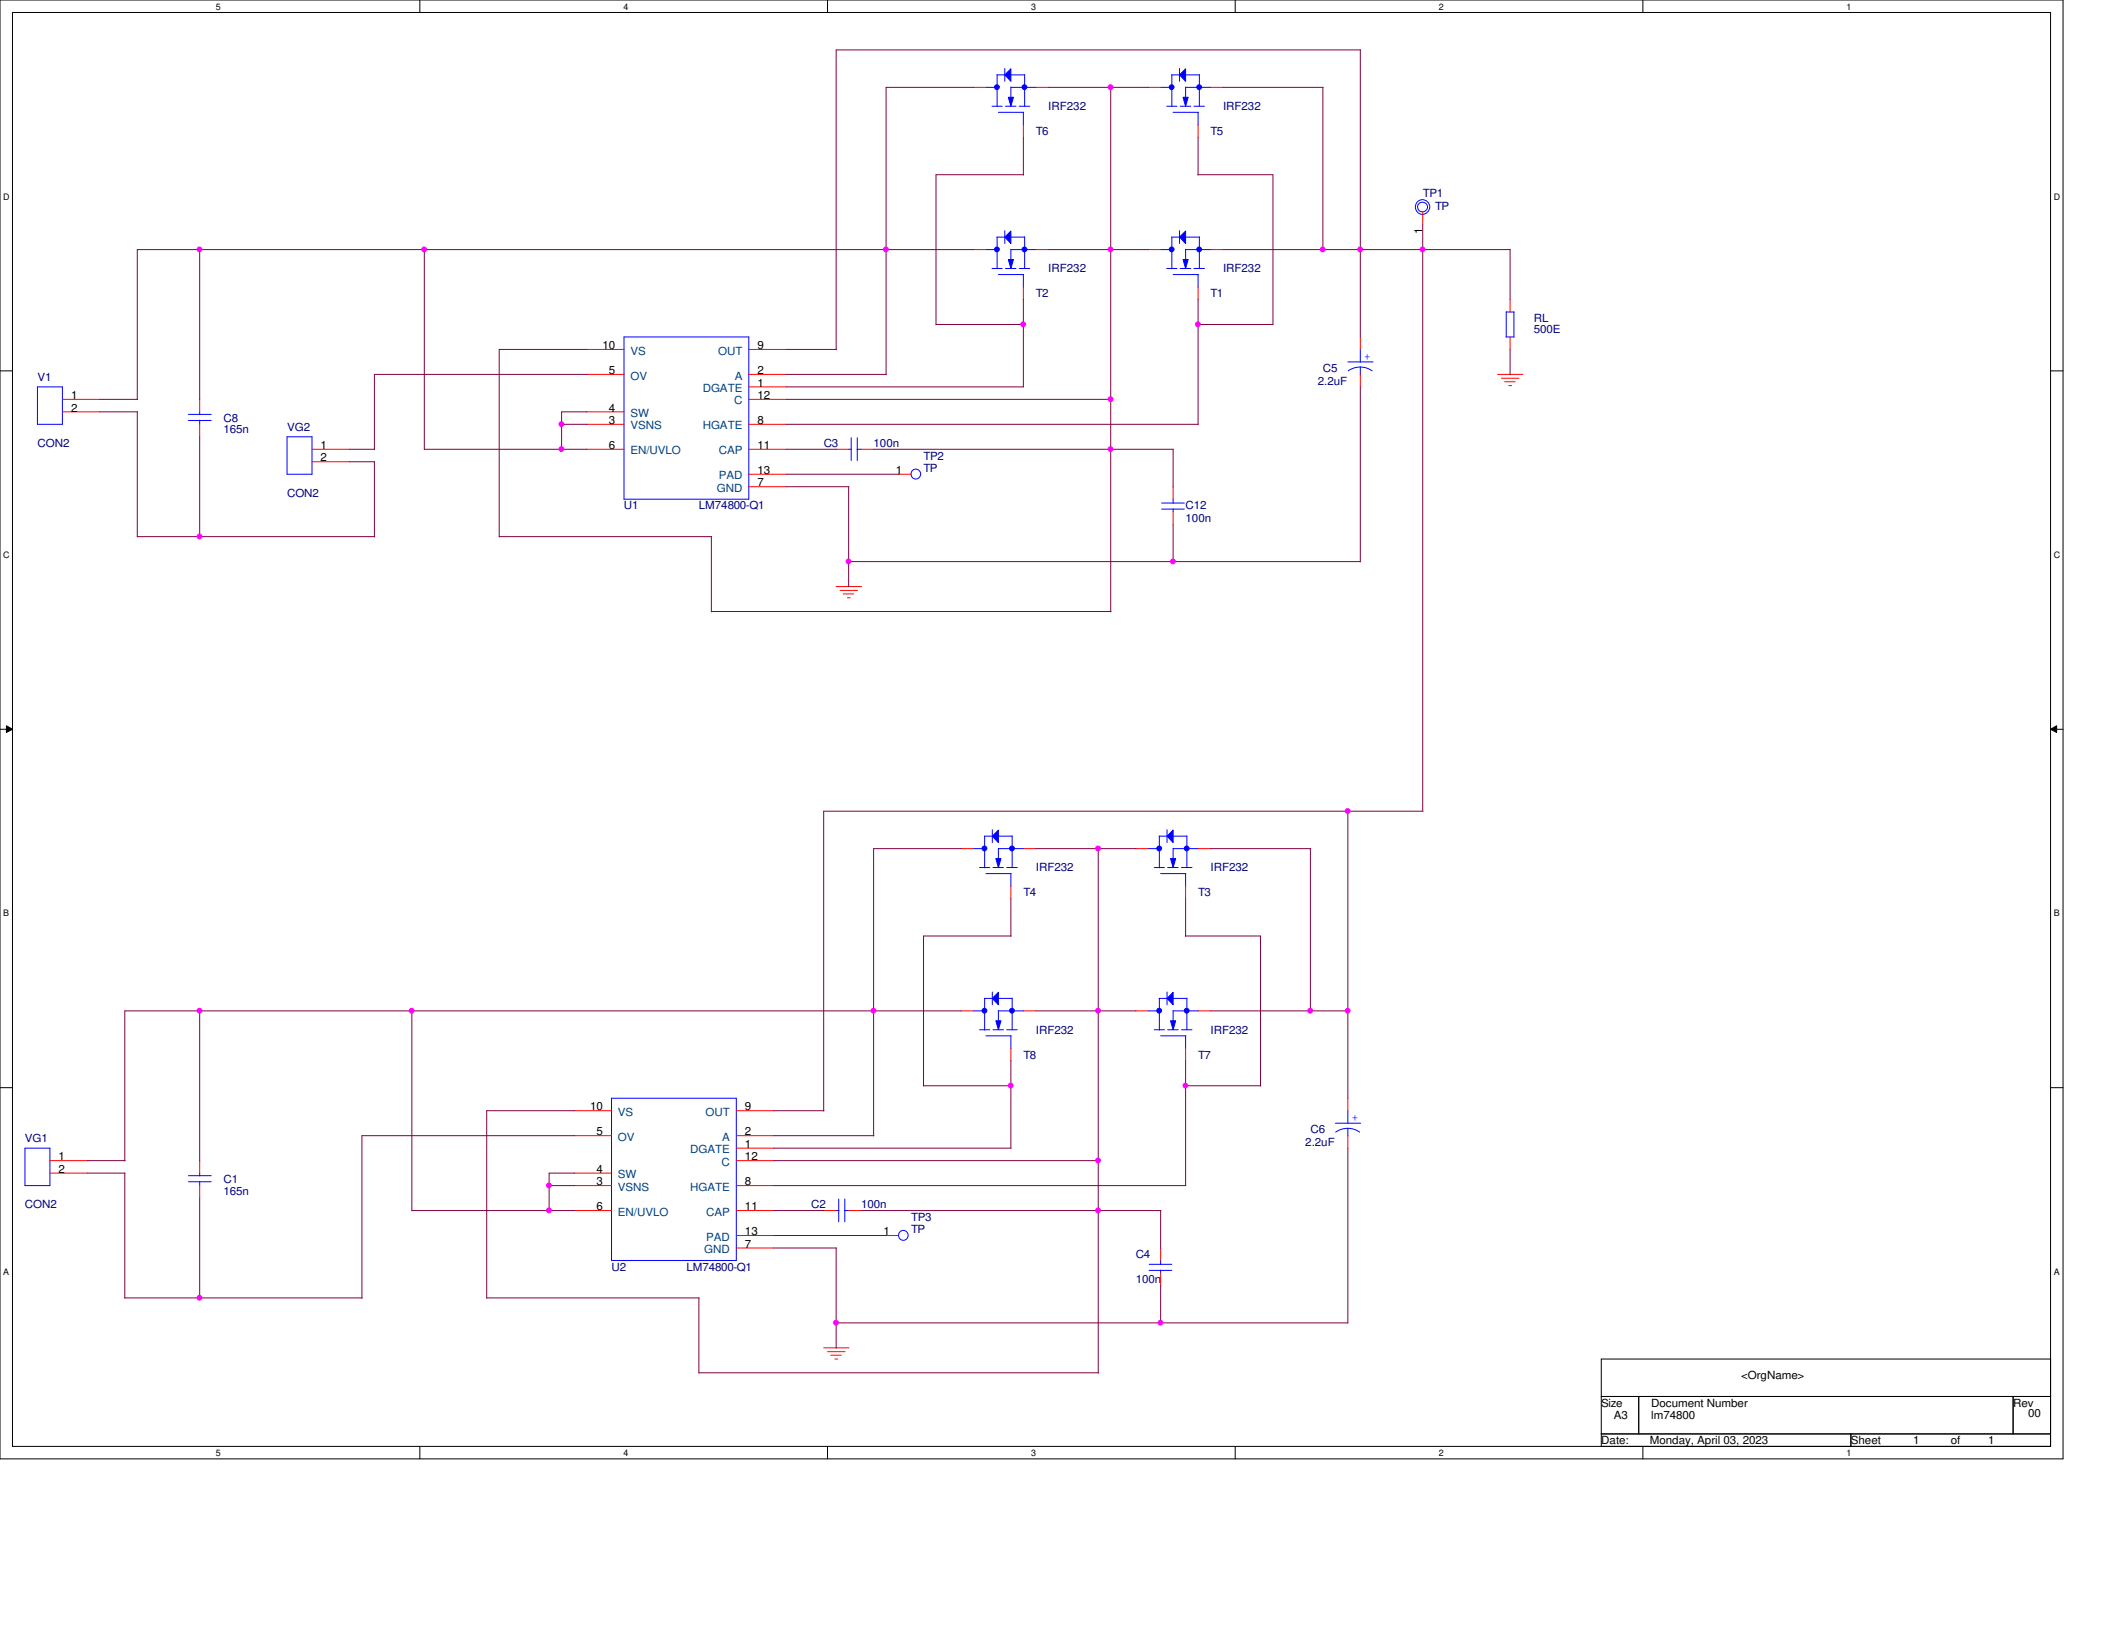 5 4 3 2 1
D D
C C
B B
A A
IRF232
T6
IRF232
T5
TP1
TP
1
IRF232
T2
IRF232
T1
RL
500E
V1
1
2
CON2
C8
165n
VG2
1
2
CON2
10 VS OUT 9
5 OV A 2
DGATE 1
C 12
4 SW
3 VSNS HGATE 8
6 EN/UVLO CAP 11
PAD 13
GND 7
U1 LM74800-Q1
C3 100n
TP2
1 TP
C5
2.2uF
+
C12
100n
IRF232
T4
IRF232
T3
IRF232
T8
IRF232
T7
VG1
1
2
CON2
C1
165n
10 VS OUT 9
5 OV A 2
DGATE 1
C 12
4 SW
3 VSNS HGATE 8
6 EN/UVLO CAP 11
PAD 13
GND 7
U2 LM74800-Q1
C2 100n
TP3
1 TP
C6
2.2uF
+
C4
100n
<OrgName>
Size Document Number Rev
A3 lm74800 00
Date: Monday, April 03, 2023 Sheet 1 of 1
5 4 3 2 1